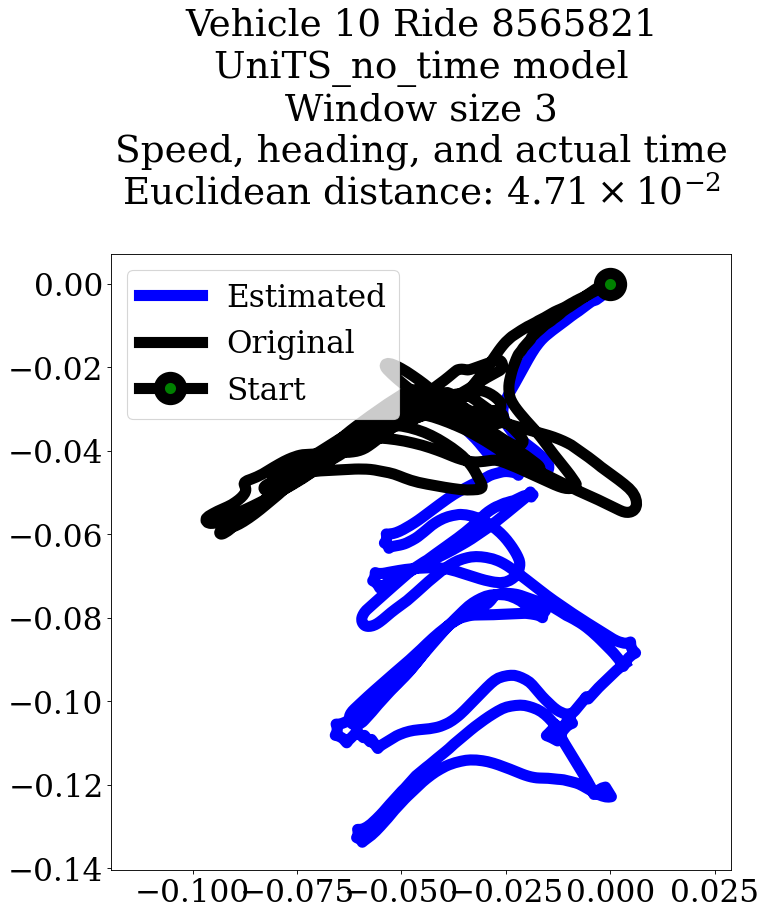 Vehicle 10 Ride 8565821
UniTS_no_time model
Window size 3
Speed, heading, and actual time
Euclidean distance: 4.71 × 10⁻²
Estimated
Original
Start
0.00
−0.02
−0.04
−0.06
−0.08
−0.10
−0.12
−0.14
−0.100 −0.075 −0.050 −0.025 0.000 0.025